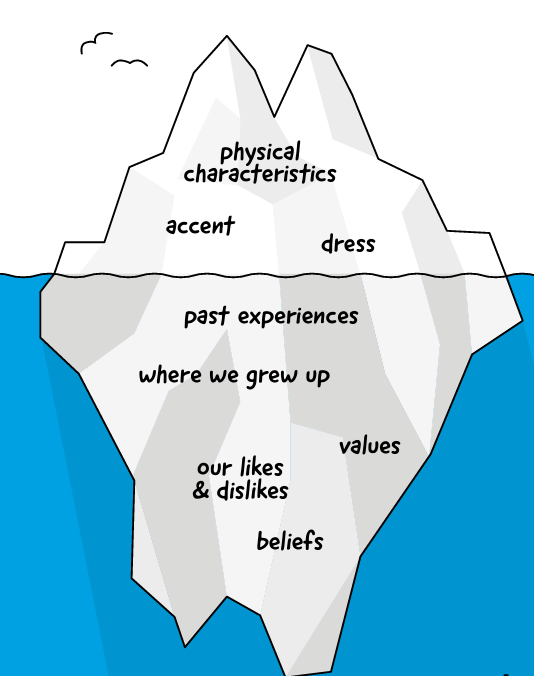 physical
characteristics
accent
dress
past experiences
where we grew up
values
our likes
& dislikes
beliefs